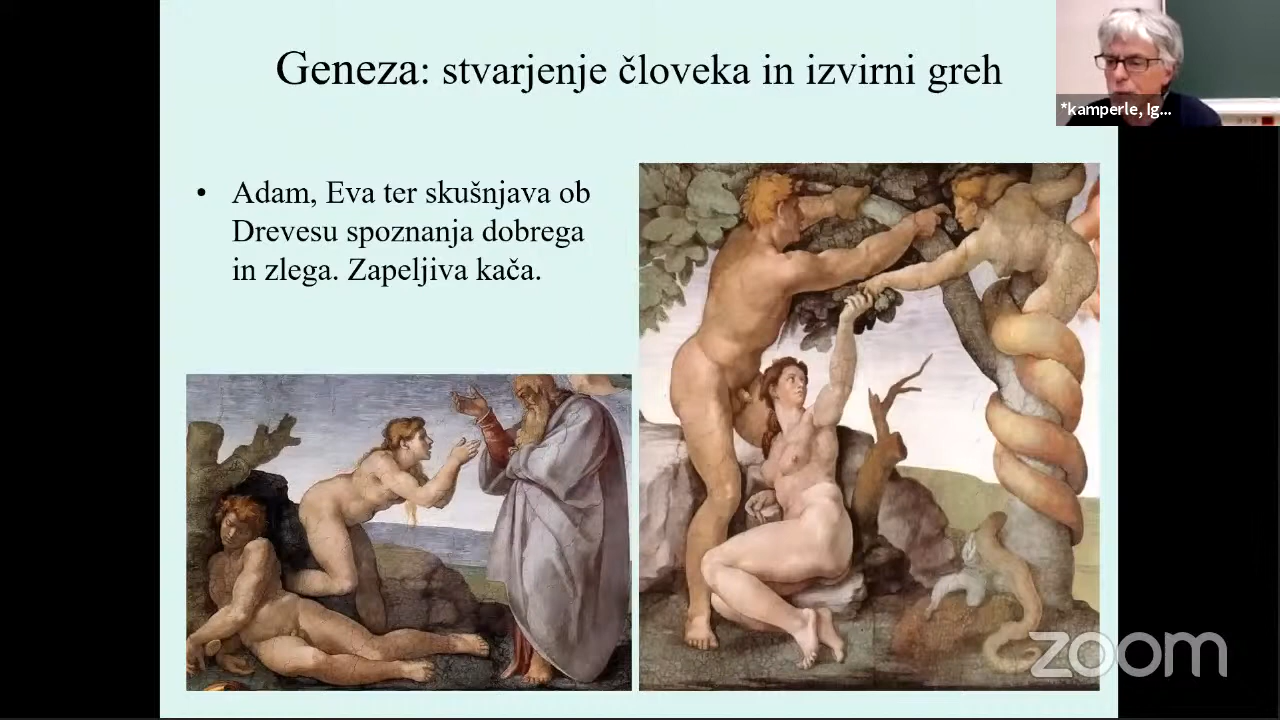 Geneza: stvarjenje človeka in izvirni greh
*kamperle, Ig...
• Adam, Eva ter skušnjava ob
Drevesu spoznanja dobrega
in zlega. Zapeljiva kača.
zoom